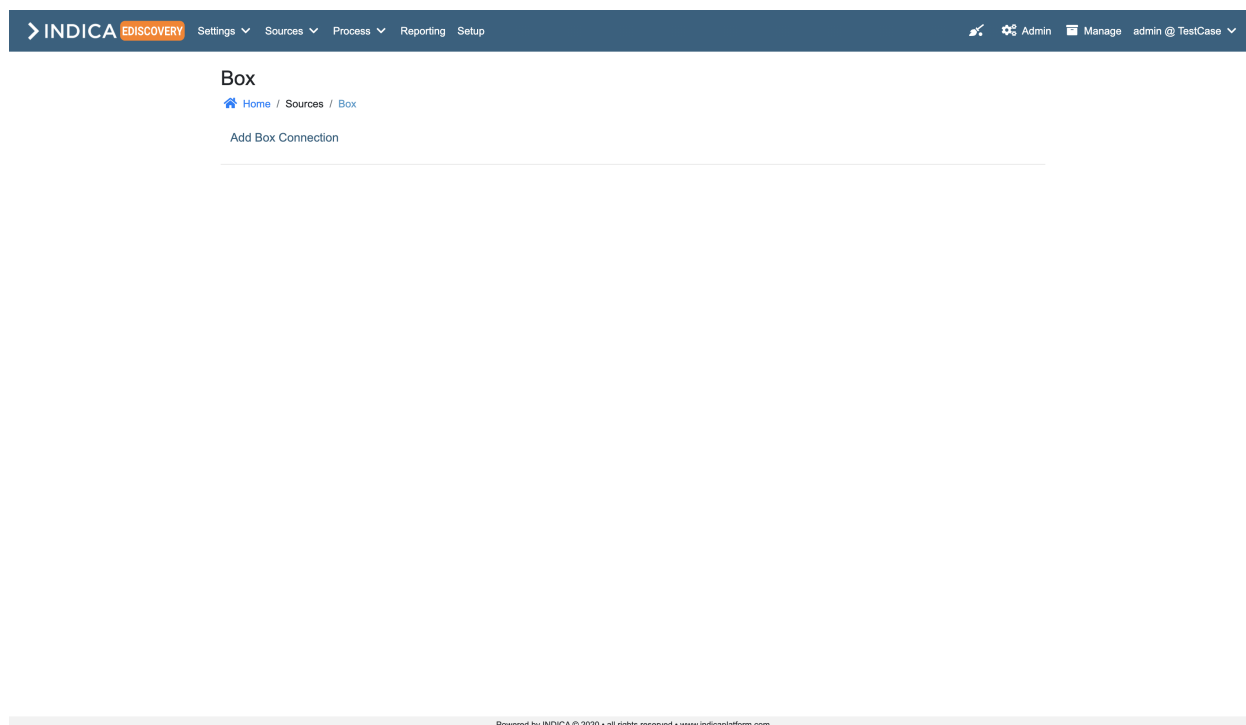 INDICA EDISCOVERY Settings Sources Process Reporting Setup Admin Manage admin @ TestCase
Box
Home / Sources / Box
Add Box Connection
Powered by INDICA © 2020 • all rights reserved • www.indicaplatform.com